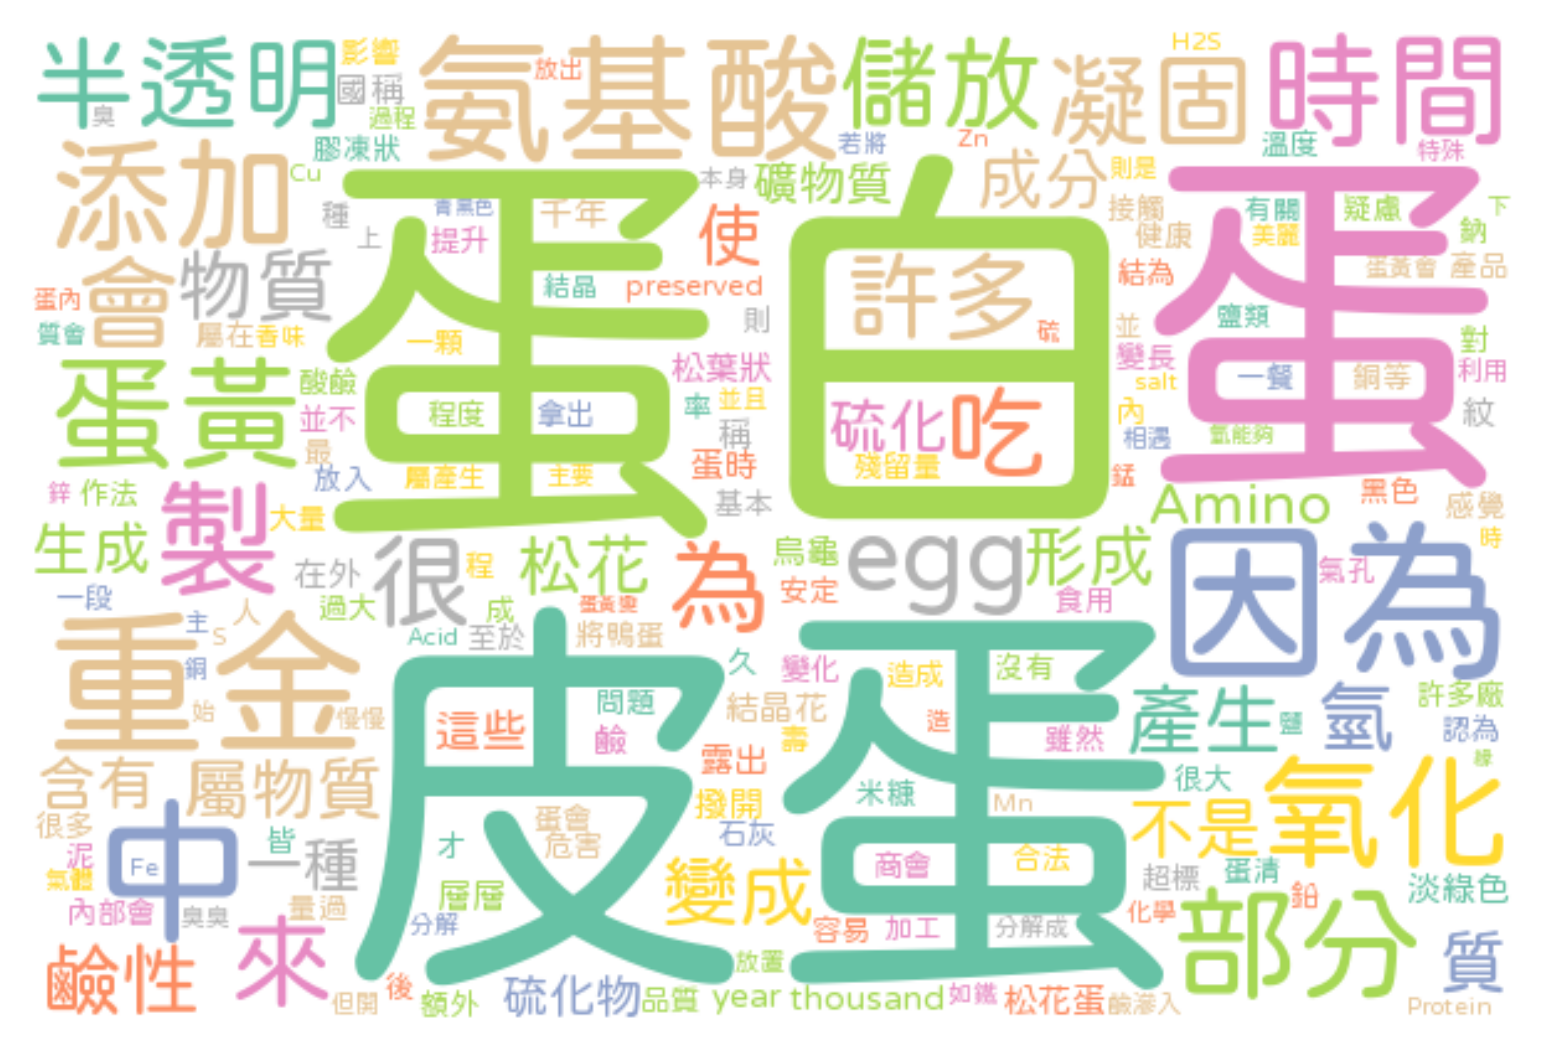 半透明
影響
氨基酸
放出
儲放
凝固
H2S
時間
國稱
臭
過程
膠凍狀
若將
Zn
溫度
特殊
添加
Cu
蛋白
本身
礦物質
成分
則是
蛋
種
上
青黑色
提升
千年
使
許多
接觸
健康
有關
美麗
疑慮
下
鈉
會
物質
蛋內
質會
屬在
香味
結晶
preserved
結為
蛋黃會
產品
一顆
則
硫
並
鹽類
對
蛋黃
酸鹼
並不
最
松葉狀
變長
salt
一餐
銅等
利用
程度
拿出
率
並且
稱
硫化
吃
內
相遇
氫能夠
紋
鋅
作法
放入
屬產生
主要
蛋時
殘留量
錳
製
大量
基本
Amino
黑色
感覺
生成
在外
很
程
松花
為
烏龜
egg
形成
因為
時
氣孔
一段
過大
成
蛋黃變
安定
食用
重金
主
S
人
Acid
至於
將鴨蛋
皮蛋
銅
始
慢慢
問題
久
變化
造成
沒有
這些
鹼
結晶花
壽
造
雖然
產生
鹽
氫
許多廠
認為
含有
屬物質
露出
撥開
米糠
Mn
很大
不是
氧化
很多
中
皆
一種
才
蛋會
危害
石灰
泥
Fe
氣體
變成
商會
合法
超標
蛋清
淡綠色
內部會
臭臭
量過
層層
分解
容易
加工
分解成
化學
部分
鉛
鹼性
來
但開
後
額外
硫化物
放置
品質
year
thousand
如鐵
松花蛋
鹼滲入
質
Protein